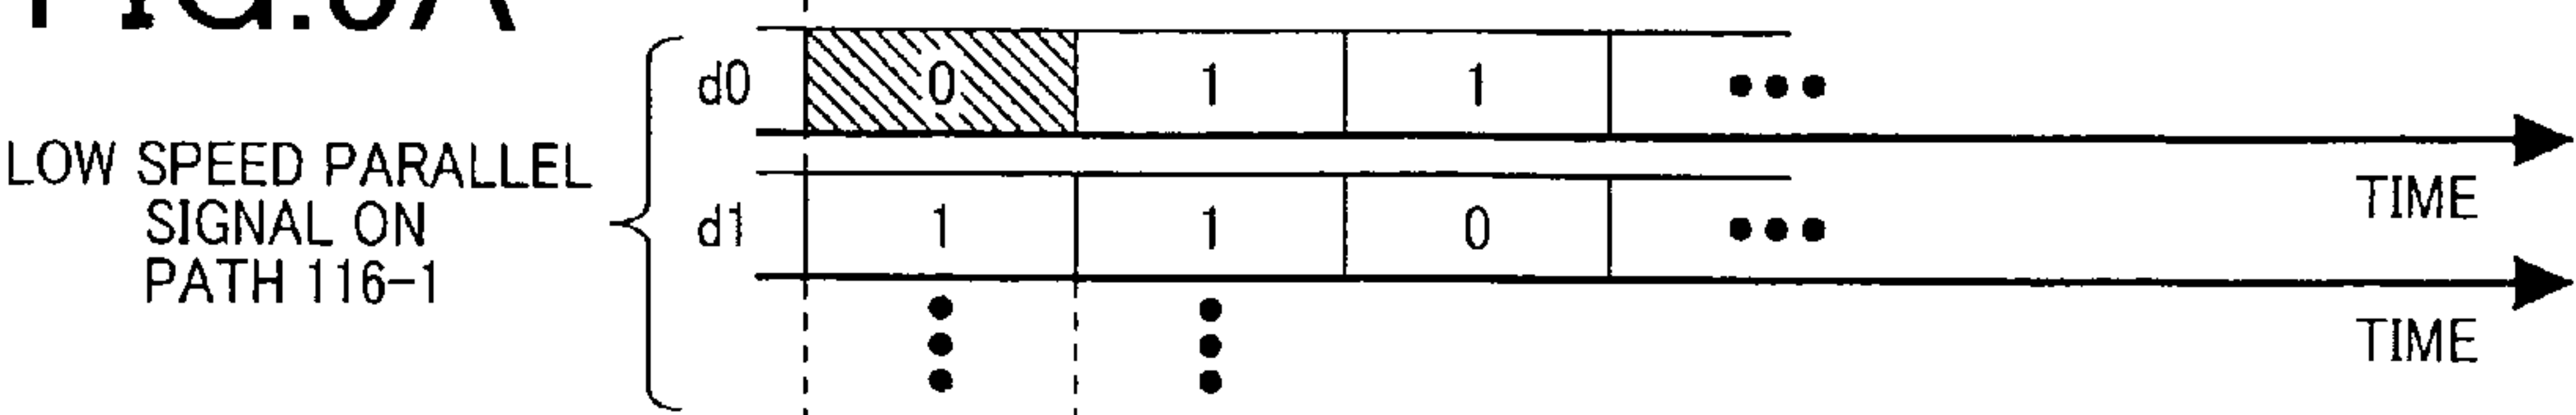 d0 0 1 1 •••
LOW SPEED PARALLEL
SIGNAL ON
PATH 116-1
TIME
d1 1 1 0 •••
TIME